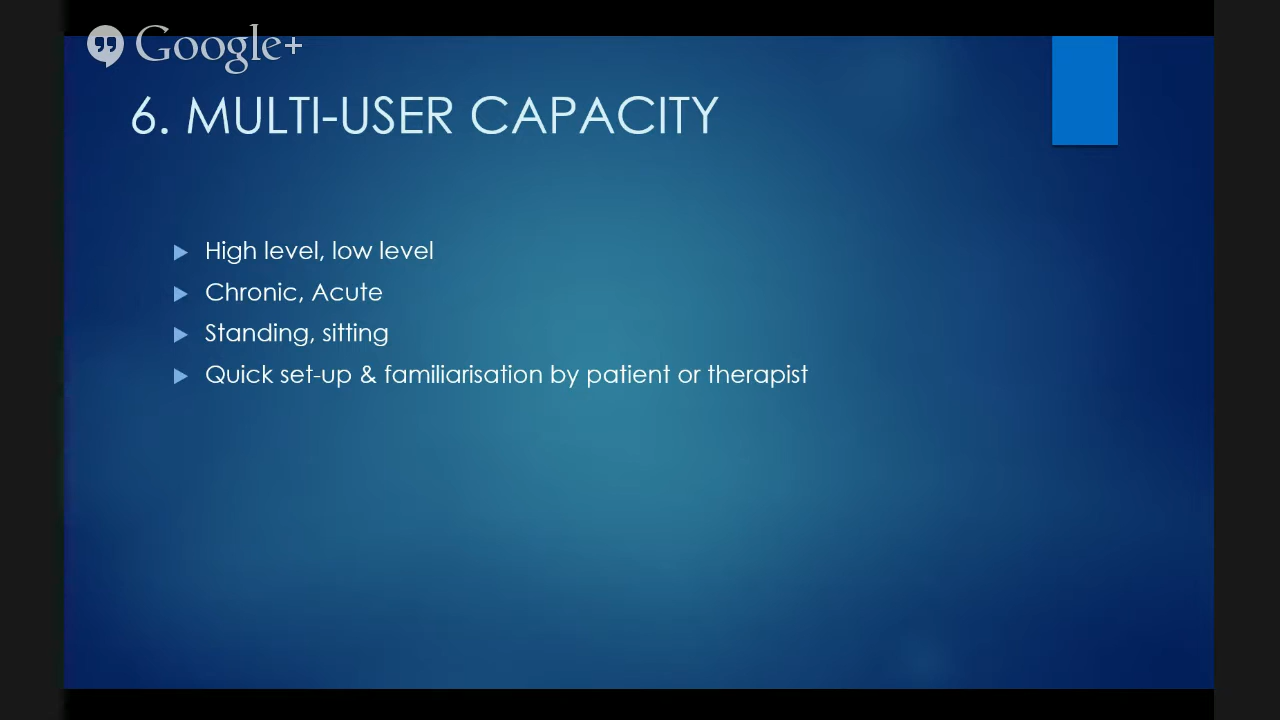 Google+
6. MULTI-USER CAPACITY
High level, low level
Chronic, Acute
Standing, sitting
Quick set-up & familiarisation by patient or therapist